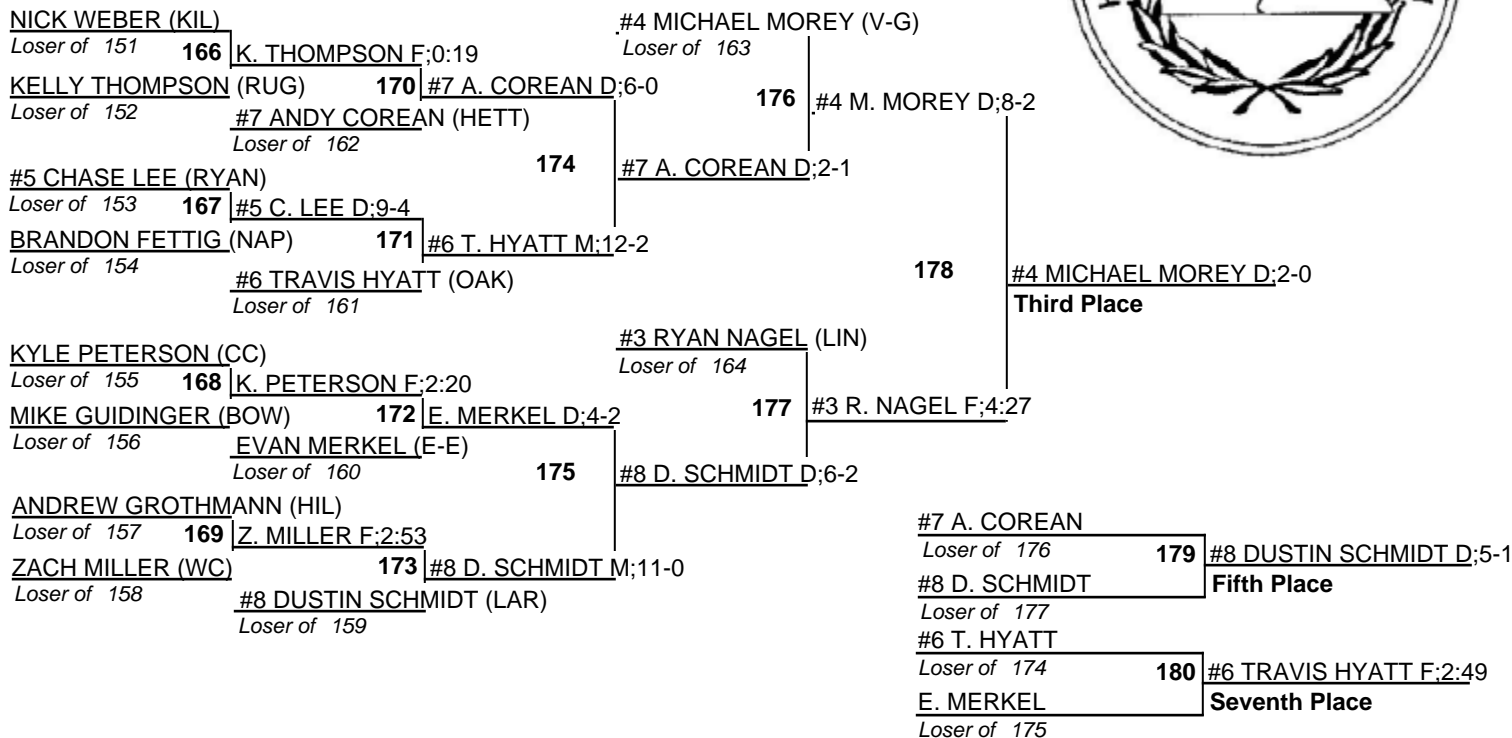 NICK WEBER (KIL)
Loser of 151
166 K. THOMPSON F;0:19
KELLY THOMPSON (RUG)
Loser of 152
170 #7 A. COREAN D;6-0
#7 ANDY COREAN (HETT)
Loser of 162
174 #7 A. COREAN D;2-1
#5 CHASE LEE (RYAN)
Loser of 153
167 #5 C. LEE D;9-4
BRANDON FETTIG (NAP)
Loser of 154
171 #6 T. HYATT M;12-2
#6 TRAVIS HYATT (OAK)
Loser of 161
KYLE PETERSON (CC)
Loser of 155
168 K. PETERSON F;2:20
MIKE GUIDINGER (BOW)
Loser of 156
172 E. MERKEL D;4-2
EVAN MERKEL (E-E)
Loser of 160
175 #8 D. SCHMIDT D;6-2
ANDREW GROTHMANN (HIL)
Loser of 157
169 Z. MILLER F;2:53
ZACH MILLER (WC)
Loser of 158
173 #8 D. SCHMIDT M;11-0
#8 DUSTIN SCHMIDT (LAR)
Loser of 159
#4 MICHAEL MOREY (V-G)
Loser of 163
176 #4 M. MOREY D;8-2
#3 RYAN NAGEL (LIN)
Loser of 164
177 #3 R. NAGEL F;4:27
178 #4 MICHAEL MOREY D;2-0
Third Place
#7 A. COREAN
Loser of 176
179 #8 DUSTIN SCHMIDT D;5-1
Fifth Place
#8 D. SCHMIDT
Loser of 177
#6 T. HYATT
Loser of 174
180 #6 TRAVIS HYATT F;2:49
Seventh Place
E. MERKEL
Loser of 175